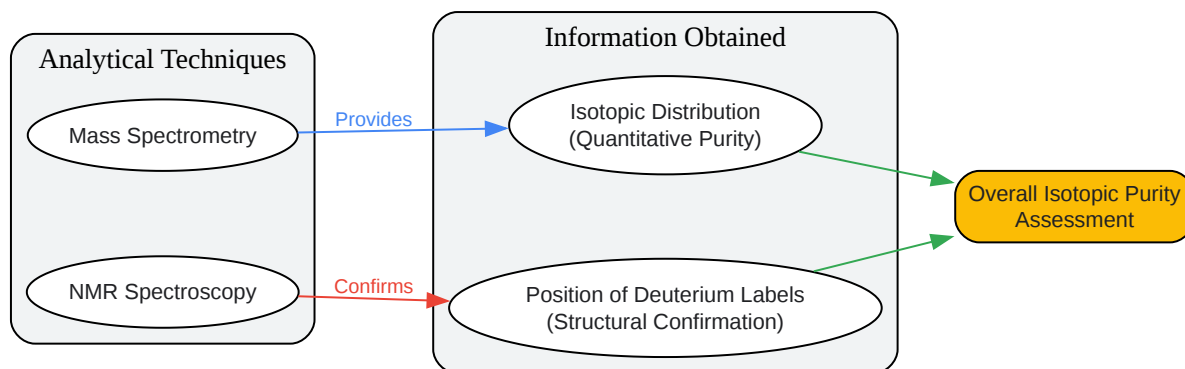 Analytical Techniques
Mass Spectrometry
NMR Spectroscopy
Provides
Confirms
Information Obtained
Isotopic Distribution
(Quantitative Purity)
Position of Deuterium Labels
(Structural Confirmation)
Overall Isotopic Purity
Assessment